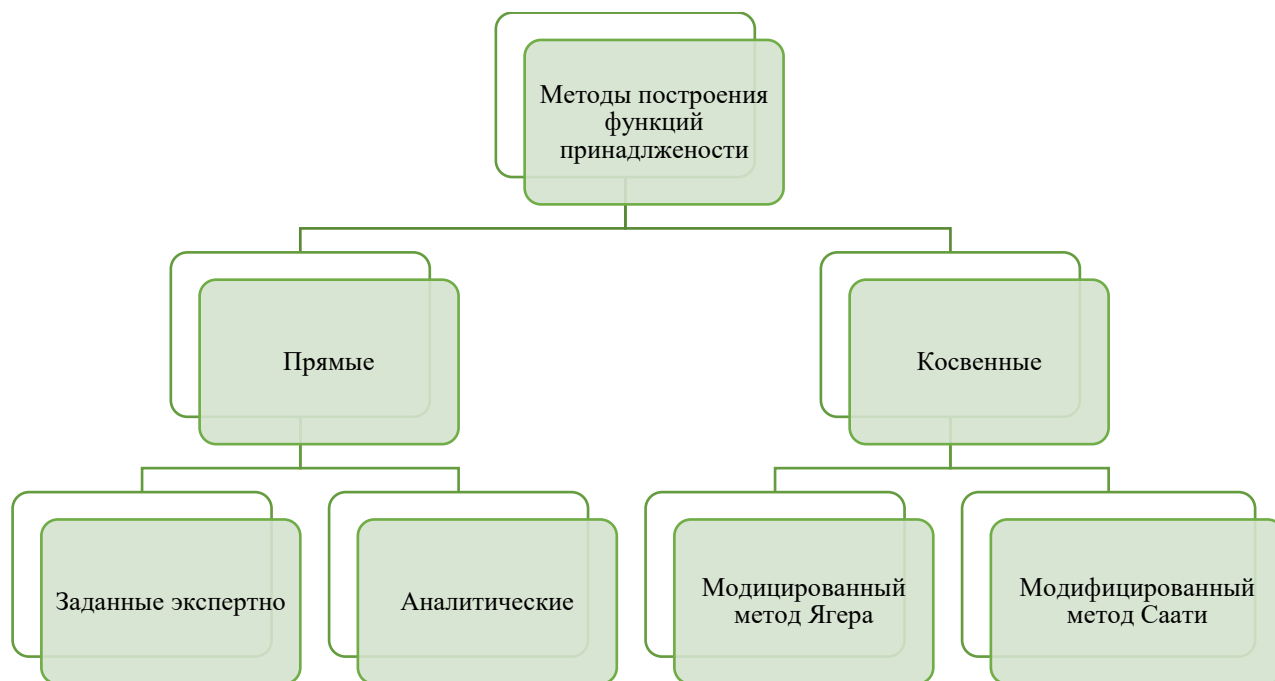 Методы построения
функций
принадлжености
Прямые
Косвенные
Заданные экспертно
Аналитические
Модицированный
метод Ягера
Модифицированный
метод Саати